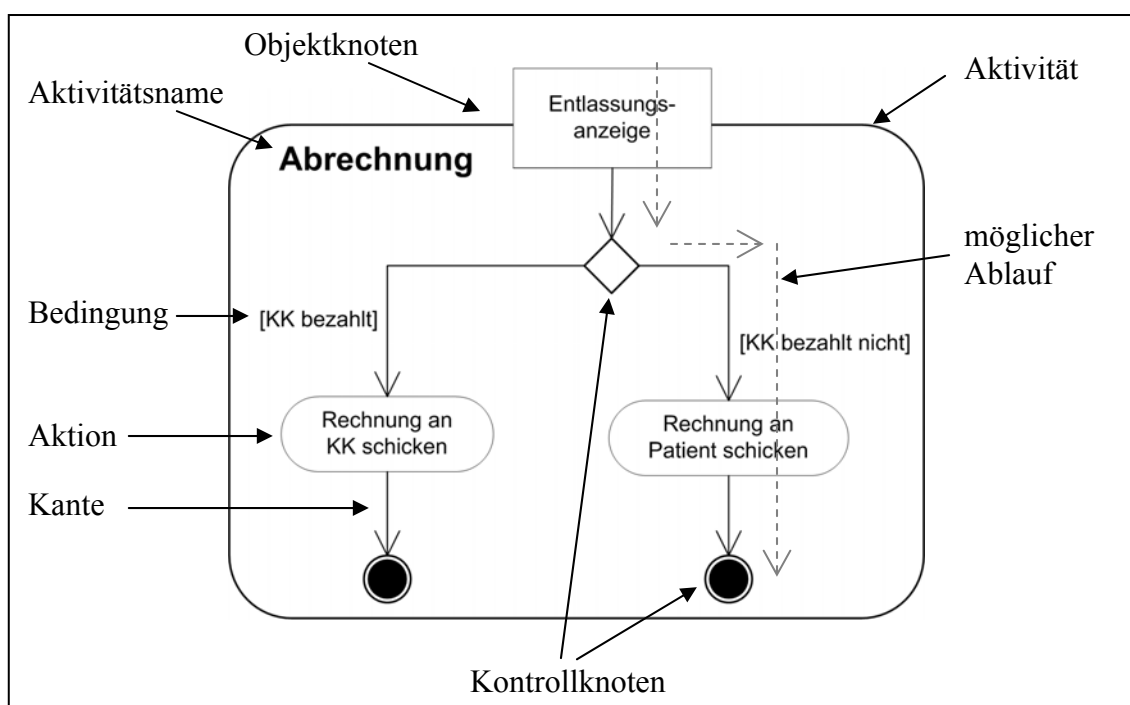 Objektknoten
Aktivität
Aktivitätsname
Entlassungs-
anzeige
Abrechnung
möglicher
Ablauf
Bedingung
[KK bezahlt]
[KK bezahlt nicht]
Aktion
Rechnung an
KK schicken
Rechnung an
Patient schicken
Kante
Kontrollknoten